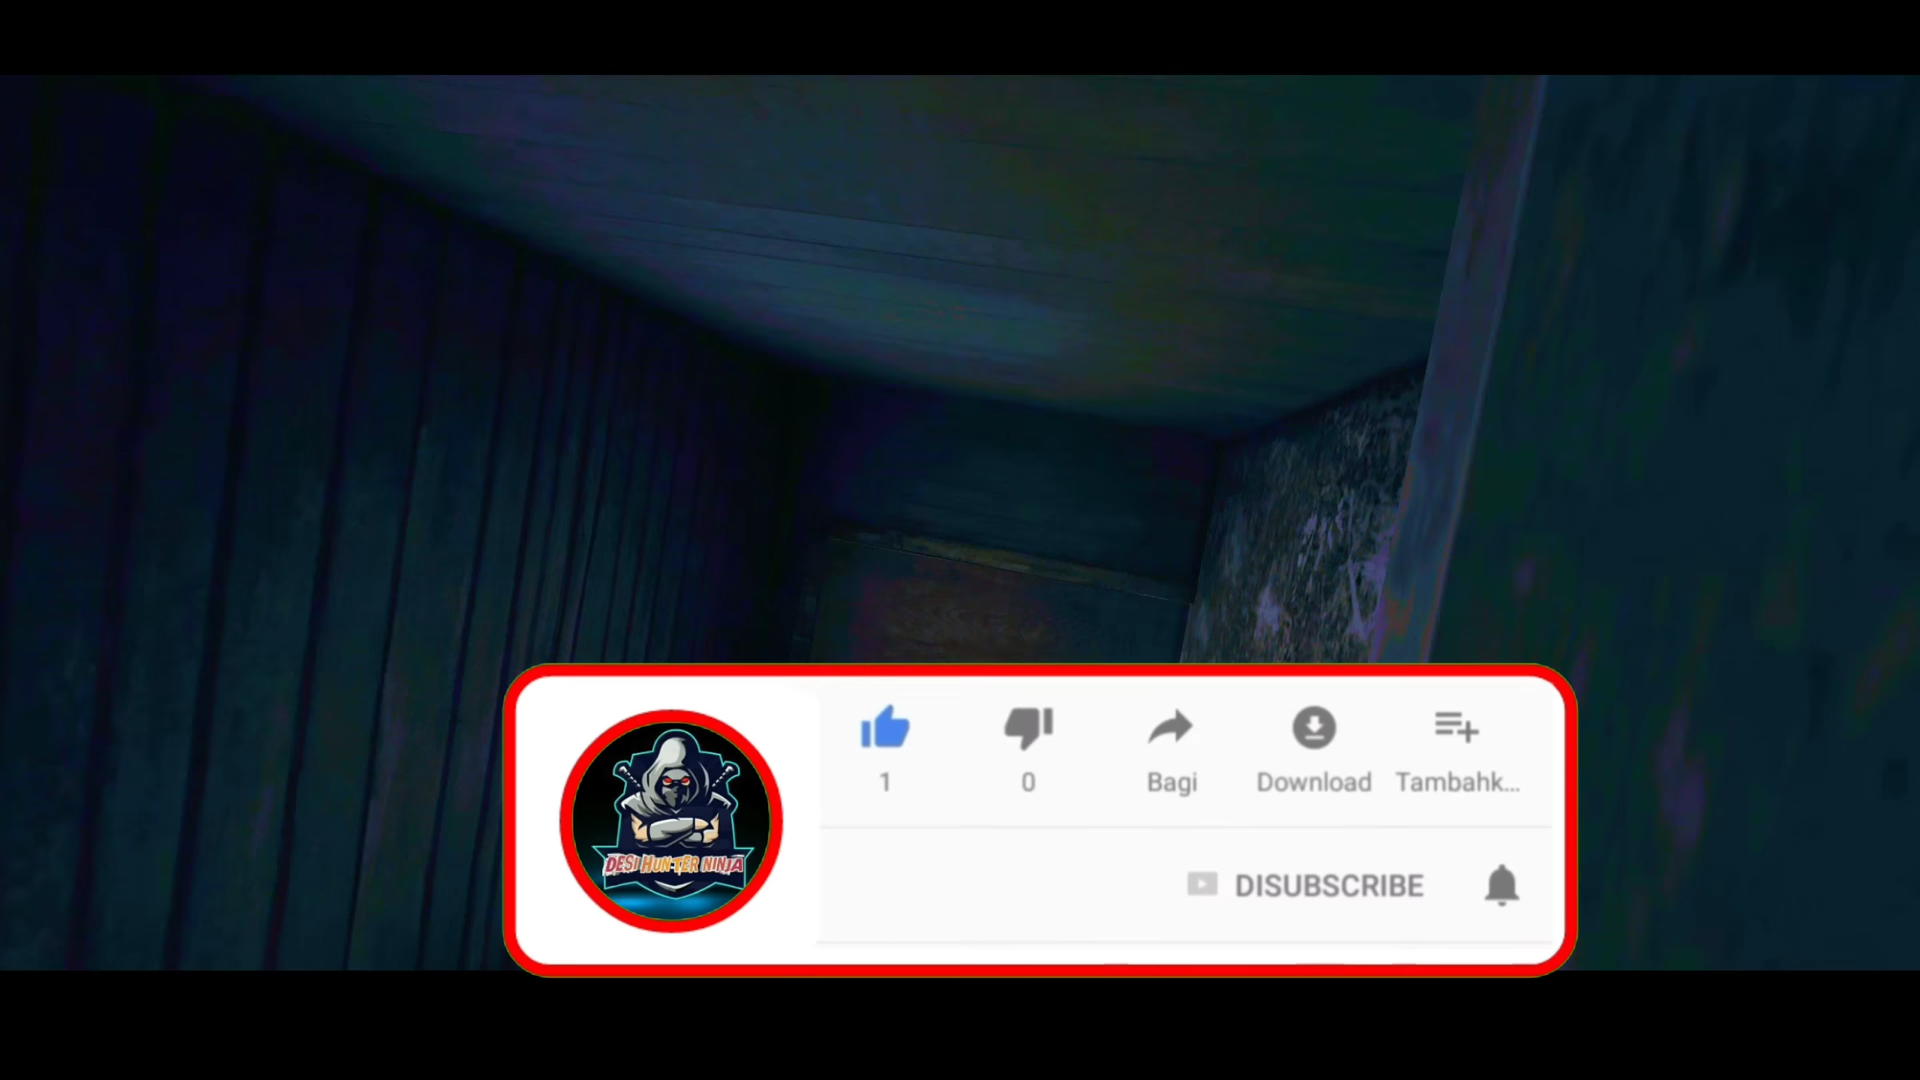 1
0
Bagi
Download
Tambahk...
DESI HUNTER NINJA
DISUBSCRIBE